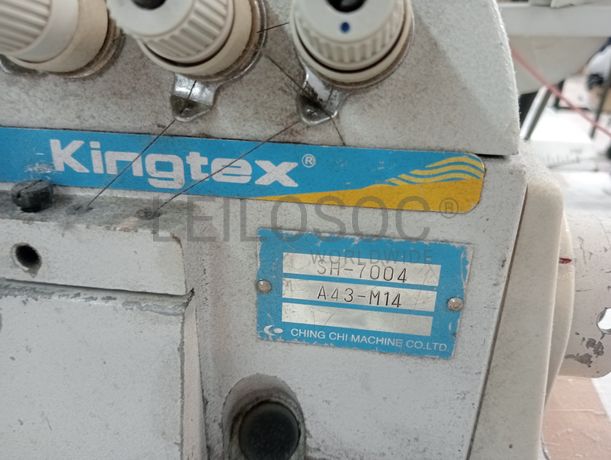 Kingtex®
LEILOSOC®
WORLDWIDE
SH-7004
A43-M14
CHING CHI MACHINE CO.LTD.